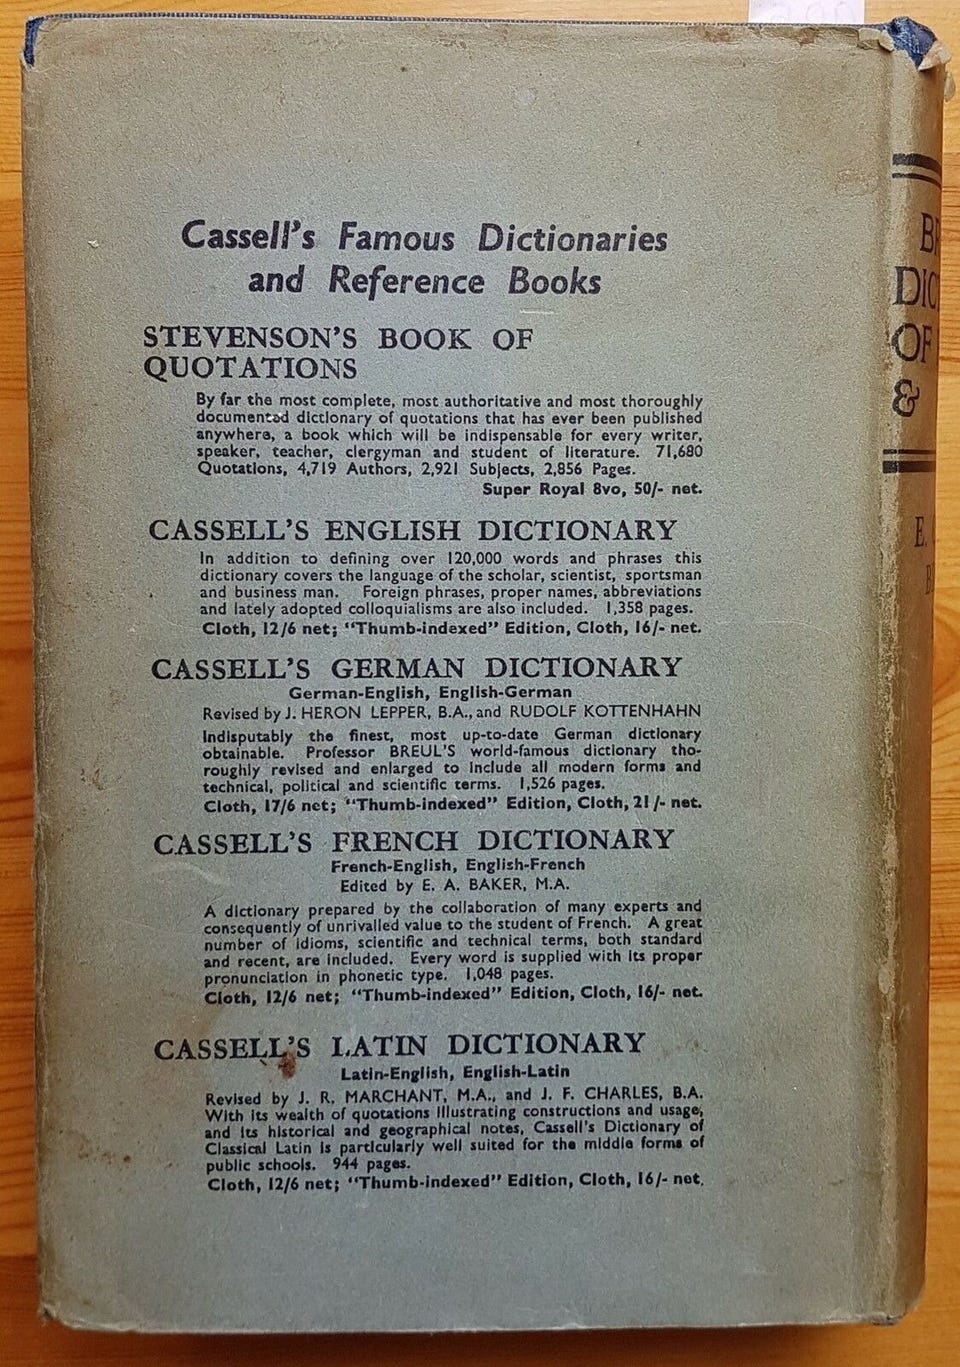 Cassell's Famous Dictionaries
and Reference Books
STEVENSON'S BOOK OF
QUOTATIONS
By far the most complete, most authoritative and most thoroughly
documented dictionary of quotations that has ever been published
anywhere, a book which will be indispensable for every writer,
speaker, teacher, clergyman and student of literature. 71,680
Quotations, 4,719 Authors, 2,921 Subjects, 2,856 Pages.
Super Royal 8vo, 50/- net.
CASSELL'S ENGLISH DICTIONARY
In addition to defining over 120,000 words and phrases this
dictionary covers the language of the scholar, scientist, sportsman
and business man. Foreign phrases, proper names, abbreviations
and lately adopted colloquialisms are also included. 1,358 pages.
Cloth, 12/6 net; "Thumb-indexed" Edition, Cloth, 16/- net.
CASSELL'S GERMAN DICTIONARY
German-English, English-German
Revised by J. HERON LEPPER, B.A., and RUDOLF KOTTENHAHN
Indisputably the finest, most up-to-date German dictionary
obtainable. Professor BREUL'S world-famous dictionary tho-
roughly revised and enlarged to include all modern forms and
technical, political and scientific terms. 1,526 pages.
Cloth, 17/6 net; "Thumb-indexed" Edition, Cloth, 21/- net.
CASSELL'S FRENCH DICTIONARY
French-English, English-French
Edited by E. A. BAKER, M.A.
A dictionary prepared by the collaboration of many experts and
consequently of unrivalled value to the student of French. A great
number of idioms, scientific and technical terms, both standard
and recent, are included. Every word is supplied with its proper
pronunciation in phonetic type. 1,048 pages.
Cloth, 12/6 net; "Thumb-indexed" Edition, Cloth, 16/- net.
CASSELL'S LATIN DICTIONARY
Latin-English, English-Latin
Revised by J. R. MARCHANT, M.A., and J. F. CHARLES, B.A.
With its wealth of quotations illustrating constructions and usage,
and its historical and geographical notes, Cassell's Dictionary of
Classical Latin is particularly well suited for the middle forms of
public schools. 944 pages.
Cloth, 12/6 net; "Thumb-indexed" Edition, Cloth, 16/- net.
OF
&
E.